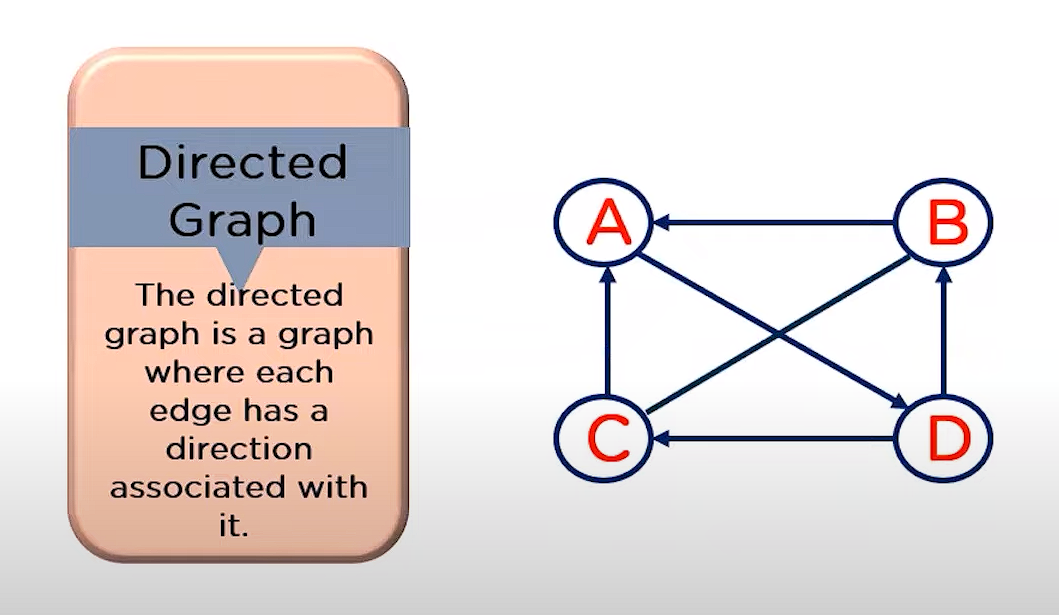 Directed
Graph
The directed
graph is a graph
where each
edge has a
direction
associated with
it.
A
B
C
D